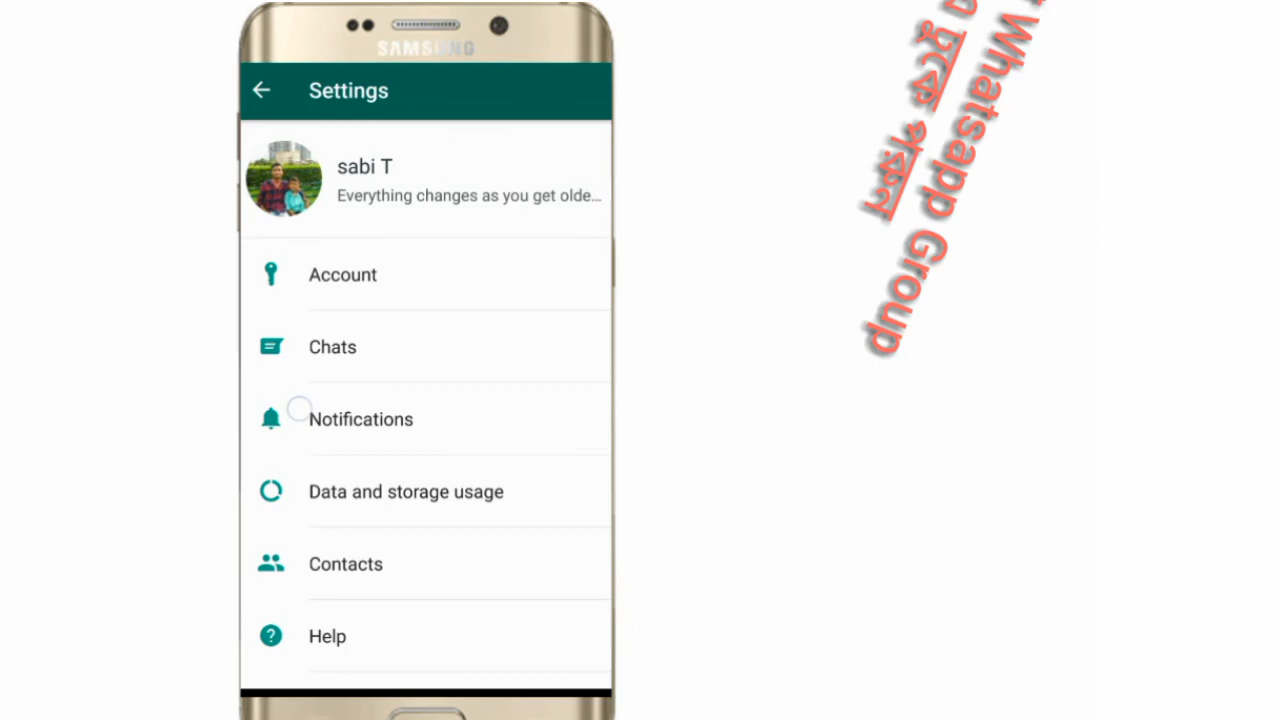 SAMSUNG
Settings
sabi T
Everything changes as you get olde...
Account
Chats
Notifications
Data and storage usage
Contacts
Help
Whatsapp Group
ঢুকে পরুন